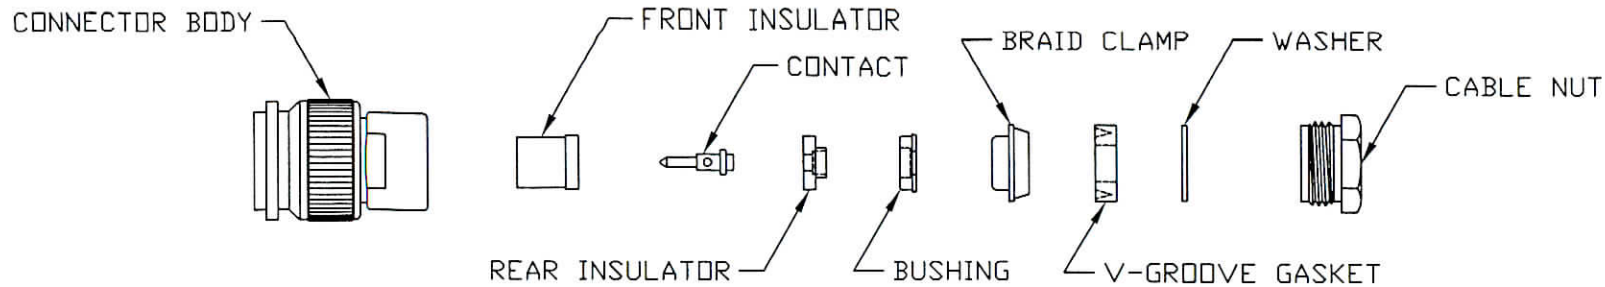 CONNECTOR BODY
FRONT INSULATOR
CONTACT
BRAID CLAMP
WASHER
CABLE NUT
REAR INSULATOR
BUSHING
V-GROOVE GASKET